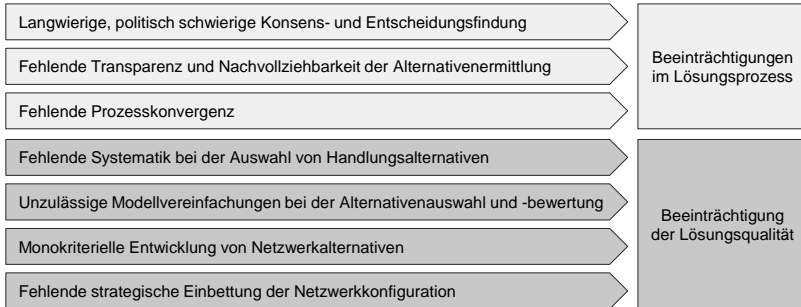 Langwierige, politisch schwierige Konsens- und Entscheidungsfindung
Fehlende Transparenz und Nachvollziehbarkeit der Alternativenermittlung
Fehlende Prozesskonvergenz
Beeinträchtigungen
im Lösungsprozess
Fehlende Systematik bei der Auswahl von Handlungsalternativen
Unzulässige Modellvereinfachungen bei der Alternativenauswahl und -bewertung
Monokriterielle Entwicklung von Netzwerkalternativen
Fehlende strategische Einbettung der Netzwerkkonfiguration
Beeinträchtigung
der Lösungsqualität